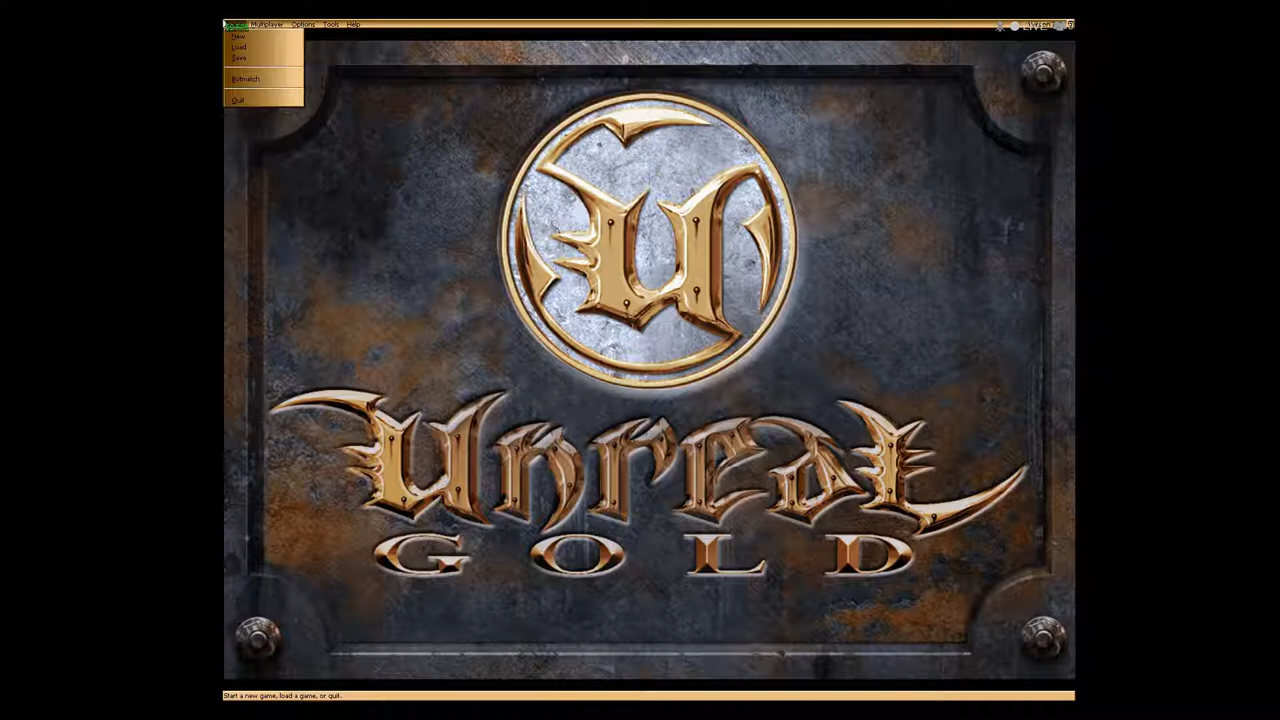 Multiplayer Options Tools Help
New
Load
Save
Botmatch
Quit
U
Unreal
GOLD
Start a new game, load a game, or quit.